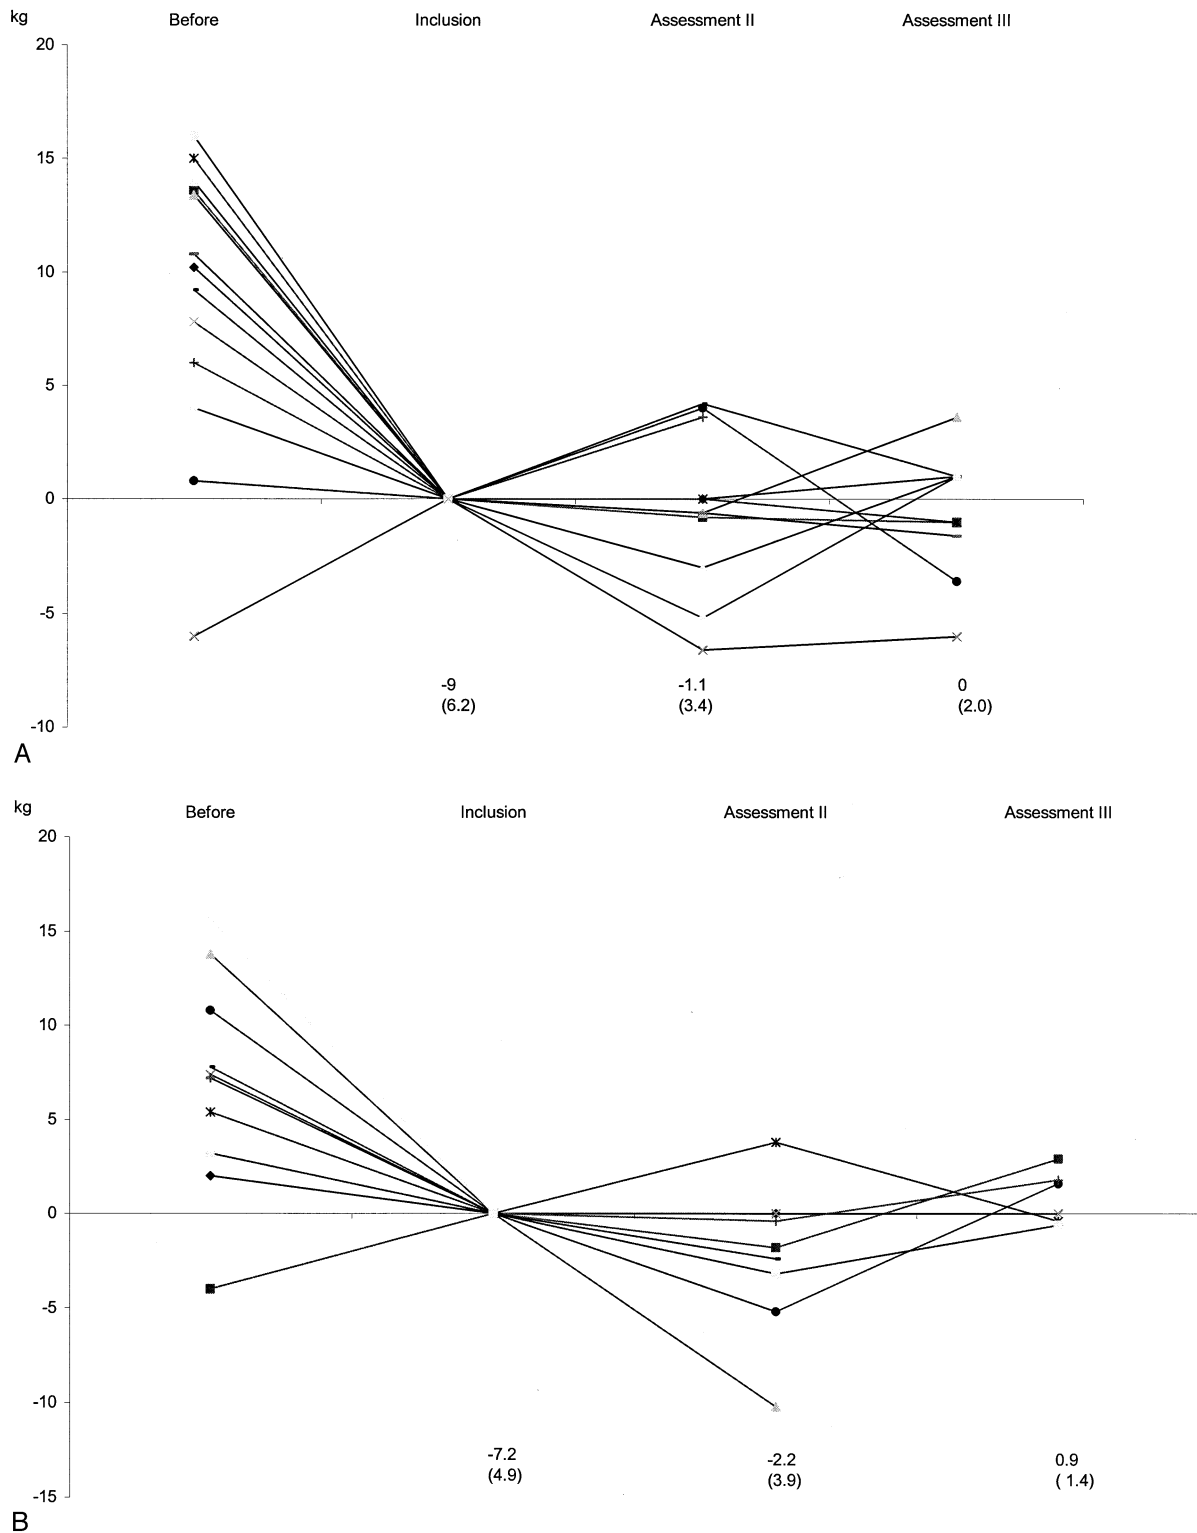 kg Before Inclusion Assessment II Assessment III
20
15
10
5
0
-5
-9 -1.1 0
(6.2) (3.4) (2.0)
-10
A
kg Before Inclusion Assessment II Assessment III
20
15
10
5
0
-5
-10
-7.2 -2.2 0.9
(4.9) (3.9) ( 1.4)
-15
B